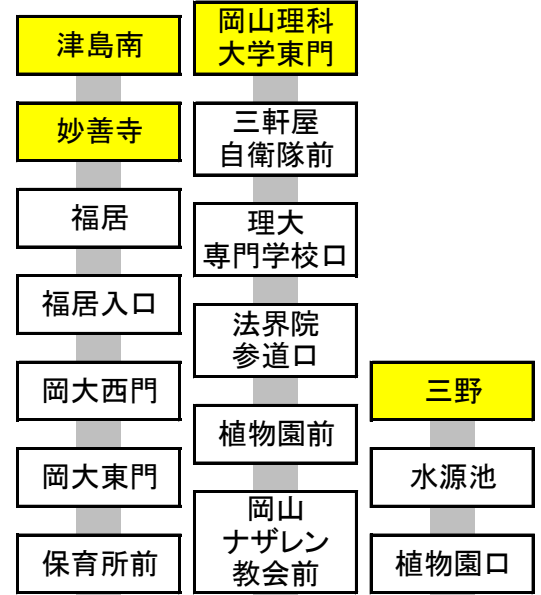 津島南
妙善寺
福居
福居入口
岡大西門
岡大東門
保育所前
岡山理科
大学東門
三軒屋
自衛隊前
理大
専門学校口
法界院
参道口
植物園前
岡山
ナザレン
教会前
三野
水源池
植物園口